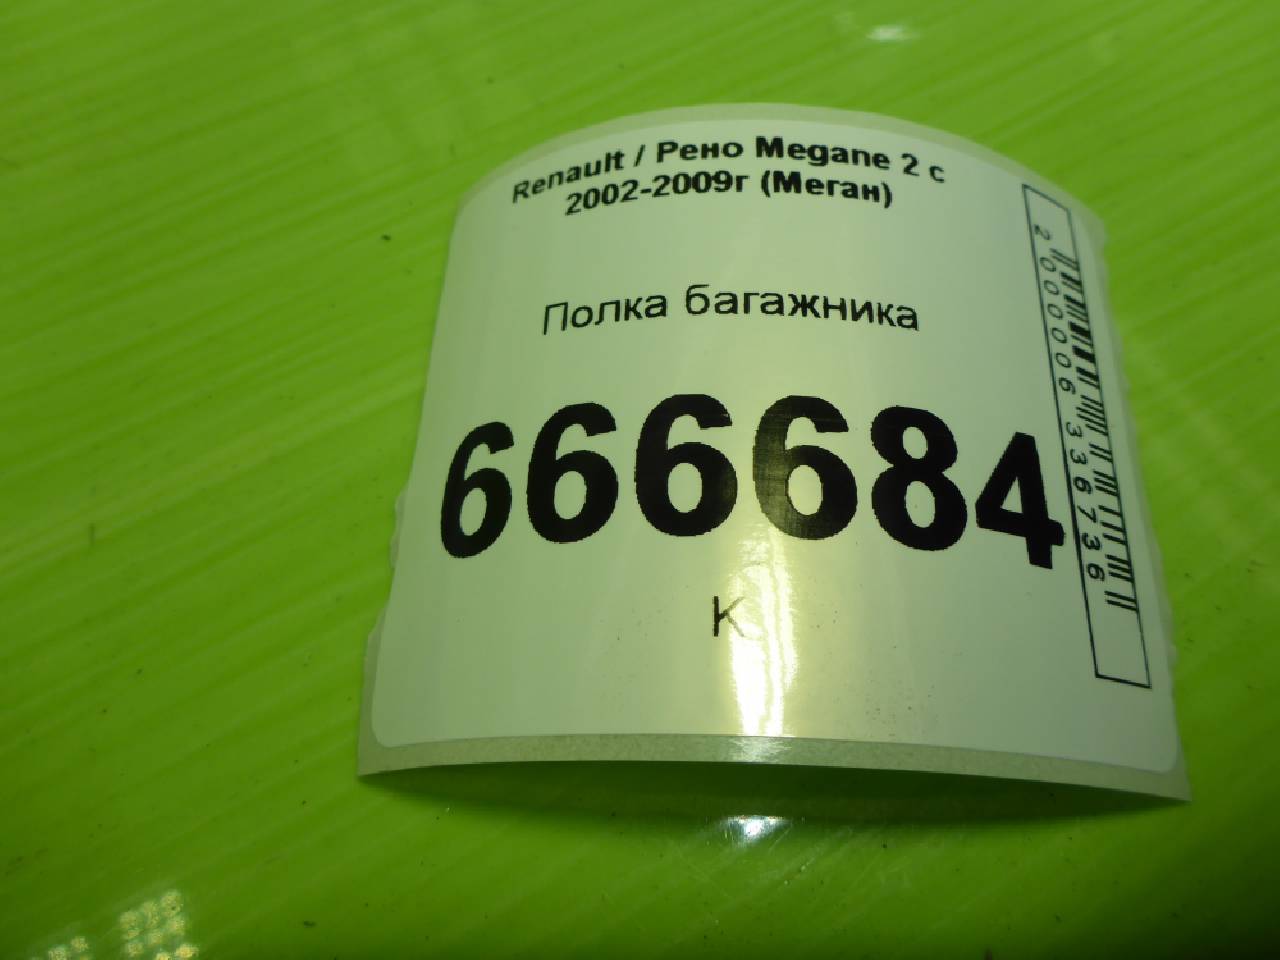 Renault / Рено Megane 2 с
2002-2009г (Меган)
Полка багажника
666684
К
2000006336736